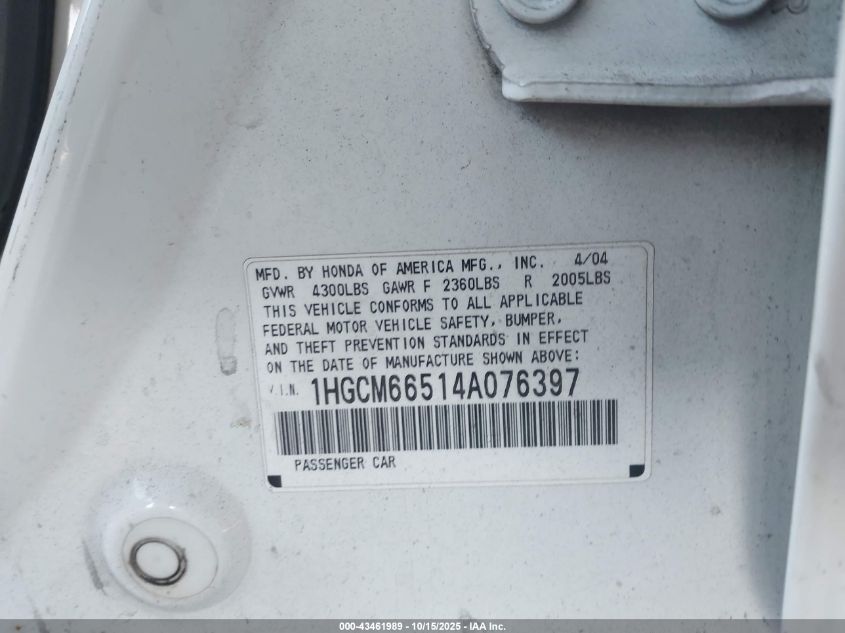 MFD. BY HONDA OF AMERICA MFG., INC. 4/04
GVWR 4300LBS GAWR F 2360LBS R 2005LBS
THIS VEHICLE CONFORMS TO ALL APPLICABLE
FEDERAL MOTOR VEHICLE SAFETY, BUMPER,
AND THEFT PREVENTION STANDARDS IN EFFECT
ON THE DATE OF MANUFACTURE SHOWN ABOVE:
V.I.N. 1HGCM66514A076397
PASSENGER CAR
000-43461989 - 10/15/2025 - IAA Inc.